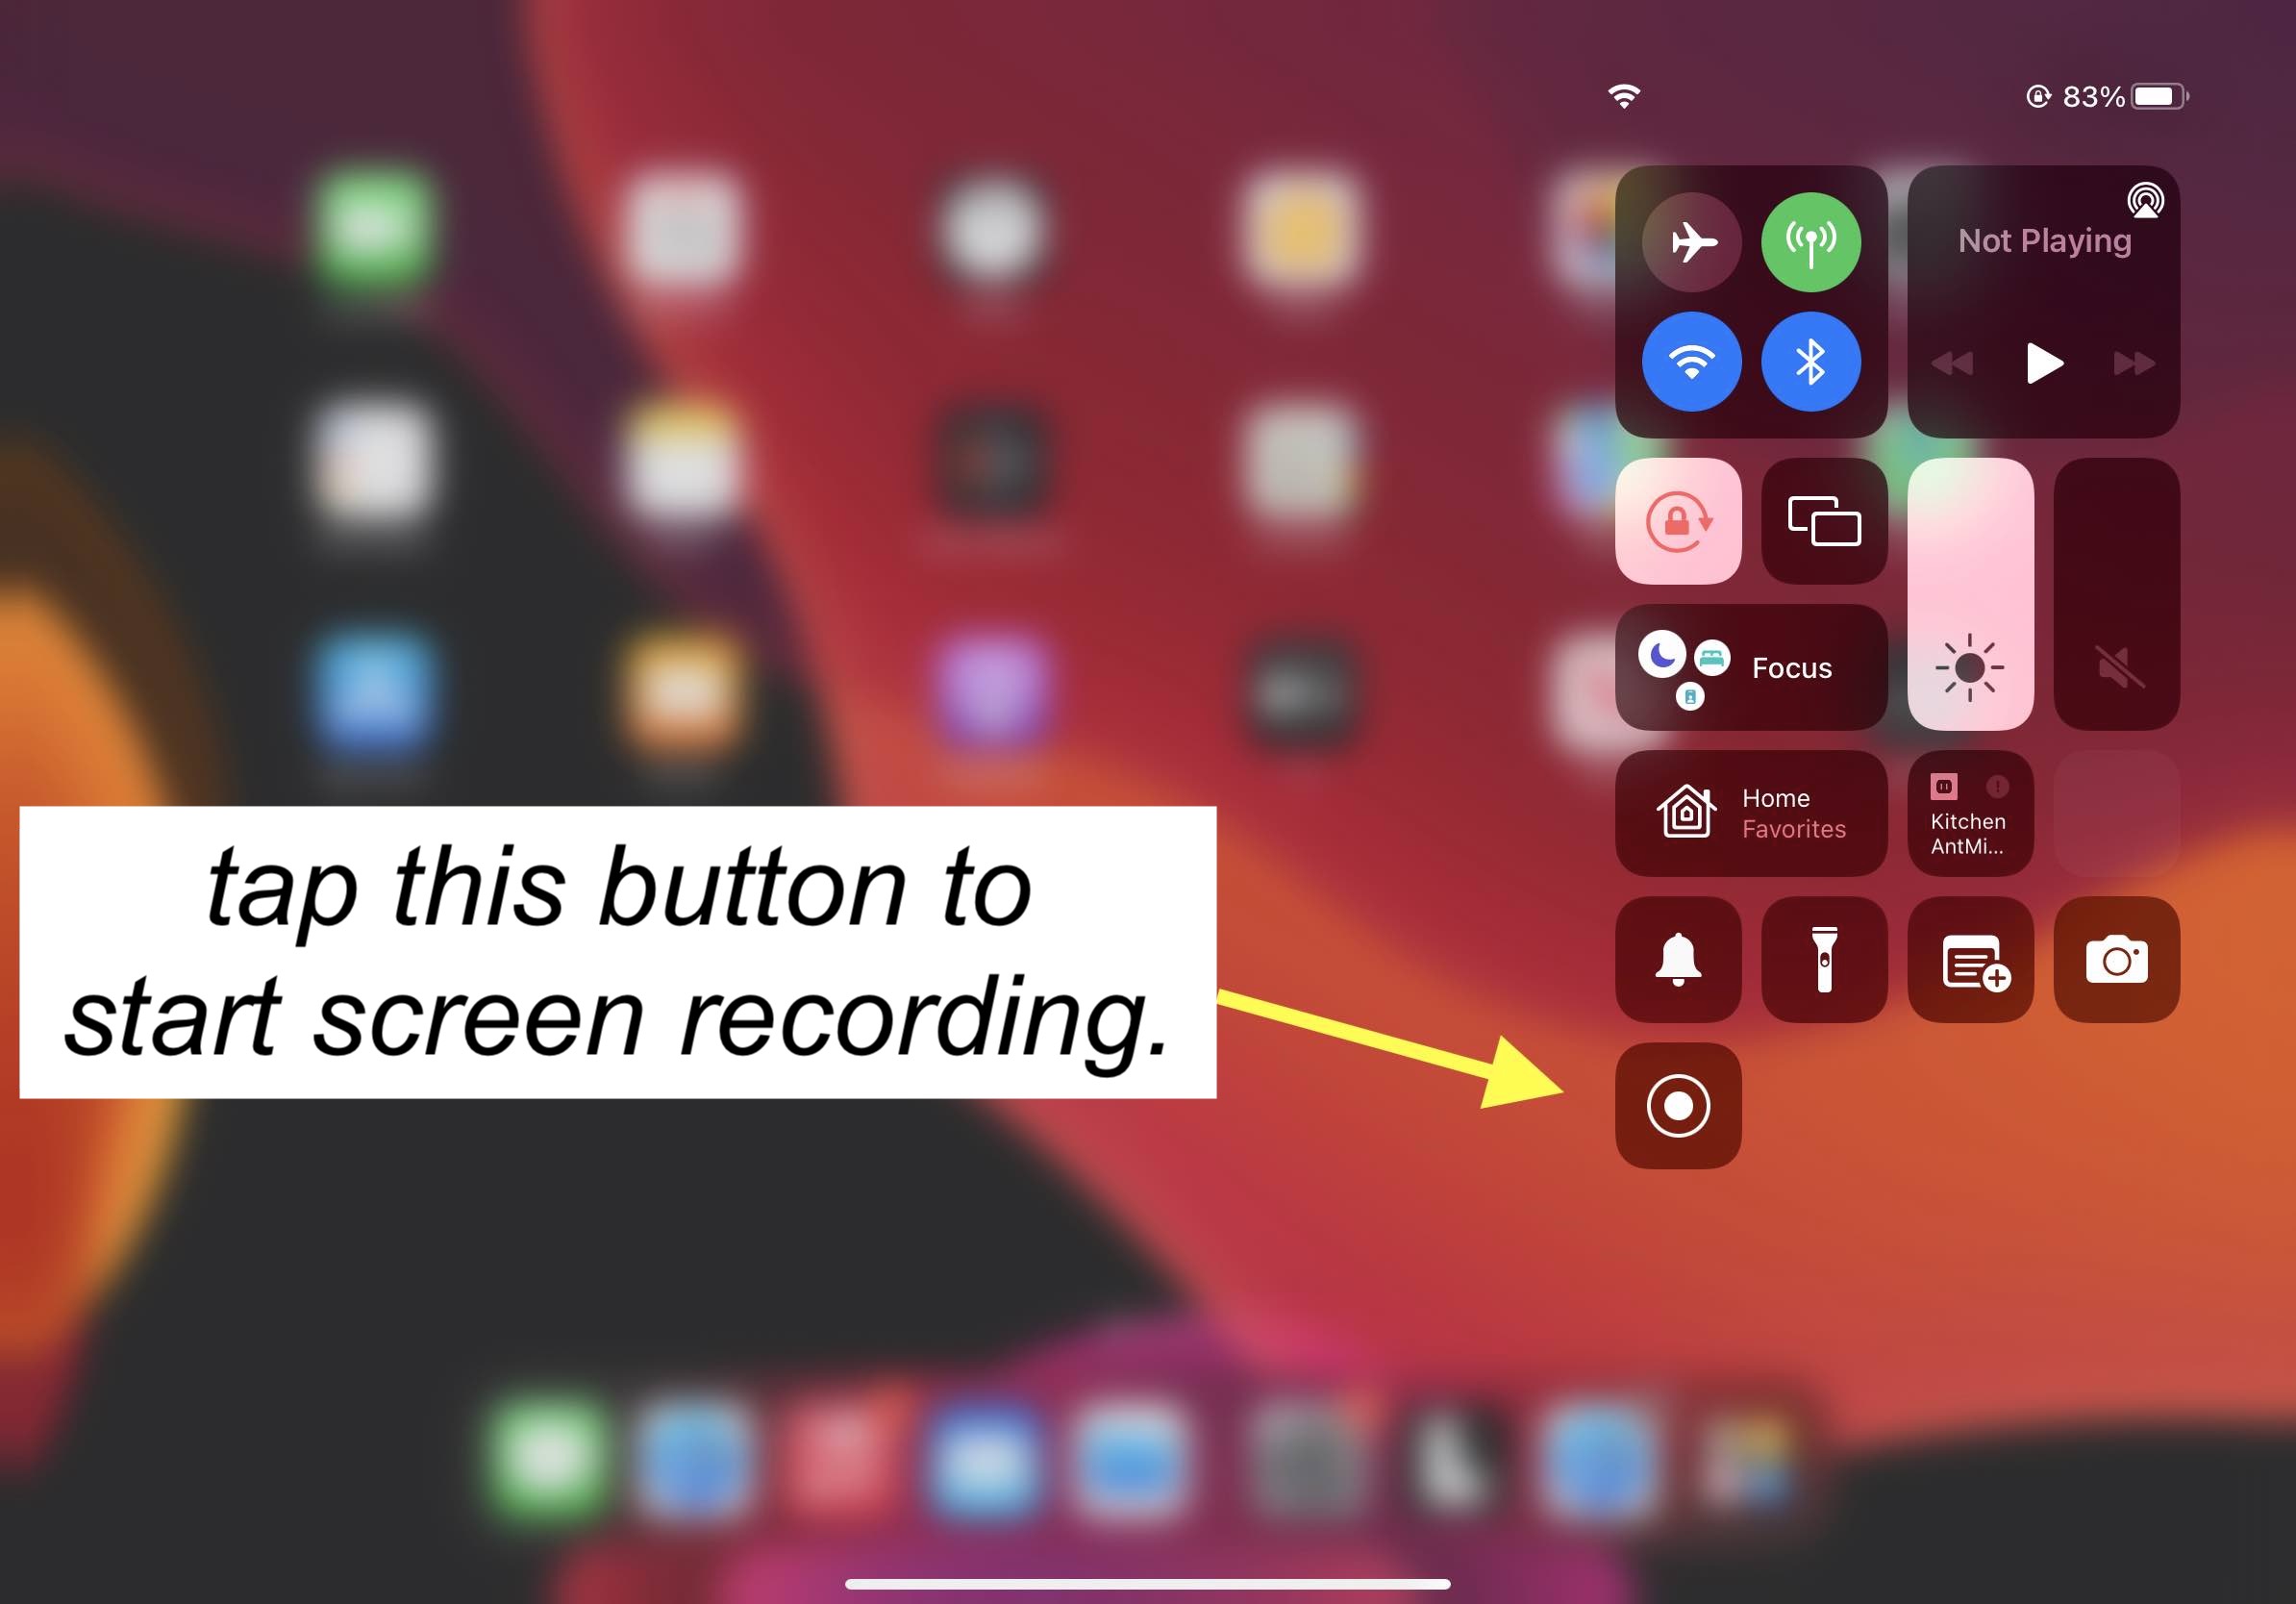 83%
Not Playing
Focus
Home
Favorites
Kitchen
AntMi...
tap this button to
start screen recording.